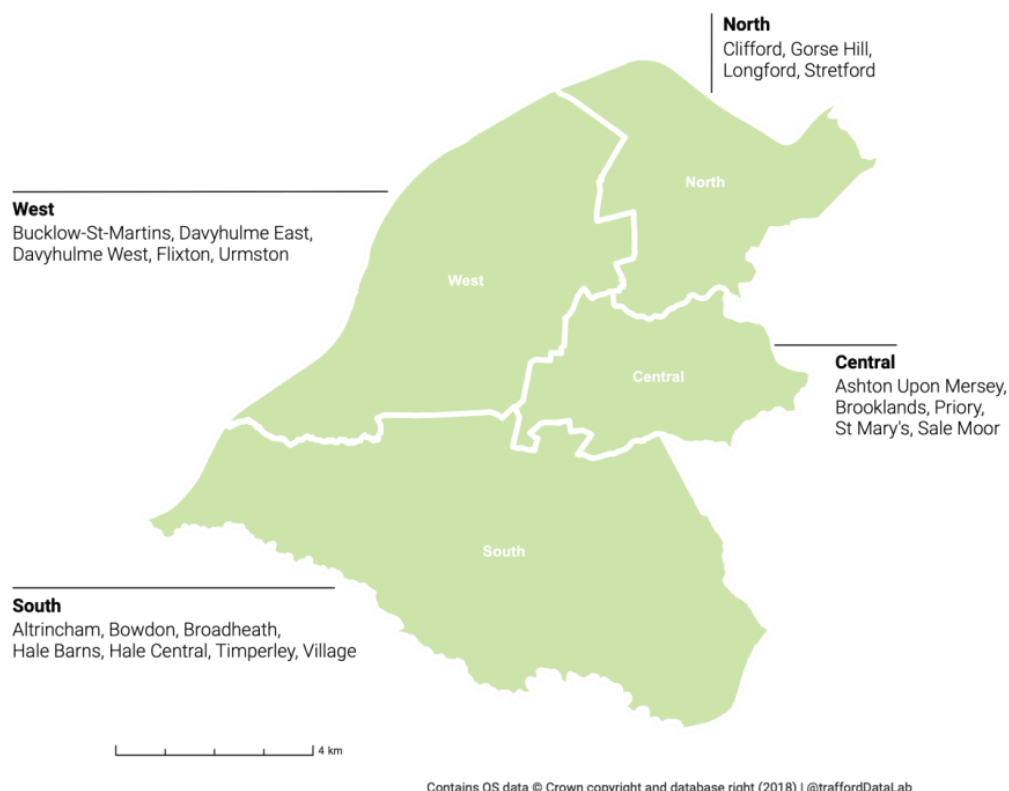 North
Clifford, Gorse Hill,
Longford, Stretford
North
West
Bucklow-St-Martins, Davyhulme East,
Davyhulme West, Flixton, Urmston
West
Central
Central
Ashton Upon Mersey,
Brooklands, Priory,
St Mary's, Sale Moor
South
South
Altrincham, Bowdon, Broadheath,
Hale Barns, Hale Central, Timperley, Village
4 km
Contains OS data © Crown copyright and database right (2018) | @traffordDataLab